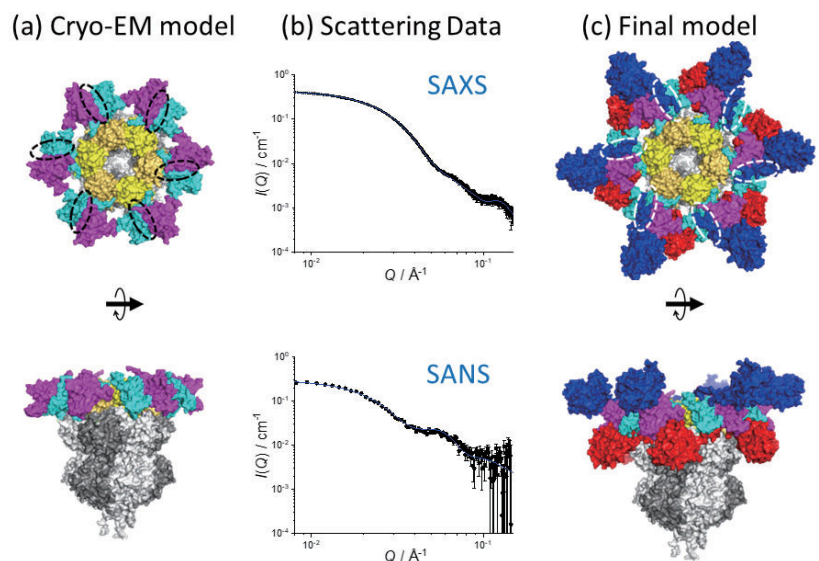 (a) Cryo-EM model
(b) Scattering Data
(c) Final model
SAXS
10⁰
10⁻¹
10⁻²
10⁻³
10⁻⁴
I(Q) / cm⁻¹
10⁻²
10⁻¹
Q / Å⁻¹
SANS
10⁰
10⁻¹
10⁻²
10⁻³
10⁻⁴
I(Q) / cm⁻¹
10⁻²
10⁻¹
Q / Å⁻¹